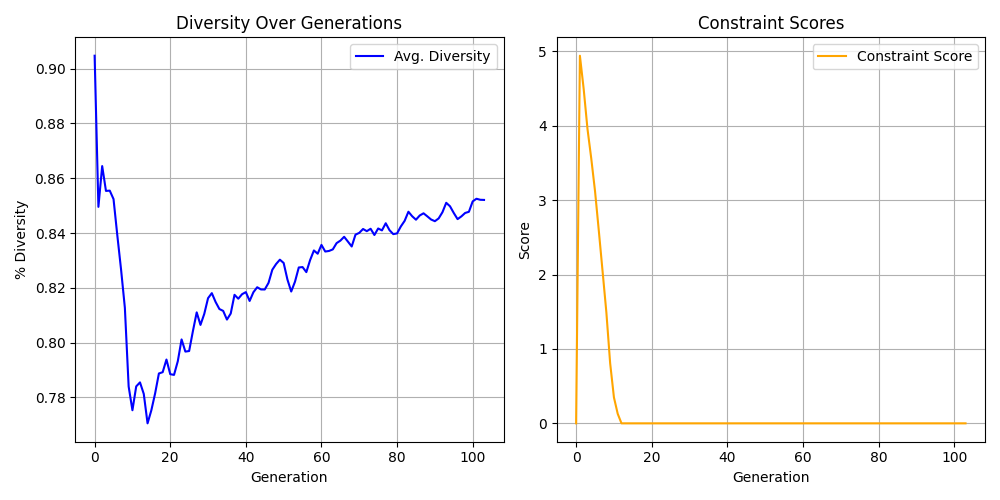 Diversity Over Generations
Avg. Diversity
% Diversity
0.90
0.88
0.86
0.84
0.82
0.80
0.78
0 20 40 60 80 100
Generation
Constraint Scores
Constraint Score
Score
5
4
3
2
1
0
0 20 40 60 80 100
Generation